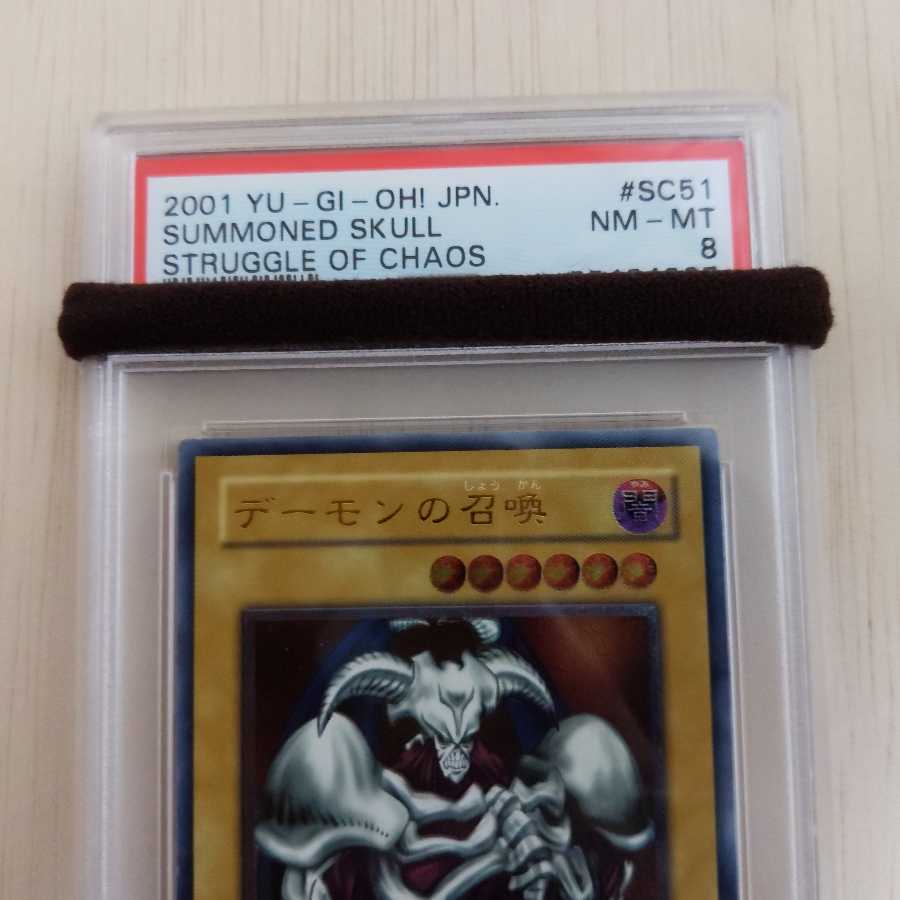 2001 YU-GI-OH! JPN. #SC51
SUMMONED SKULL NM-MT
STRUGGLE OF CHAOS 8
しょう かん
デーモンの召喚
やみ
闇